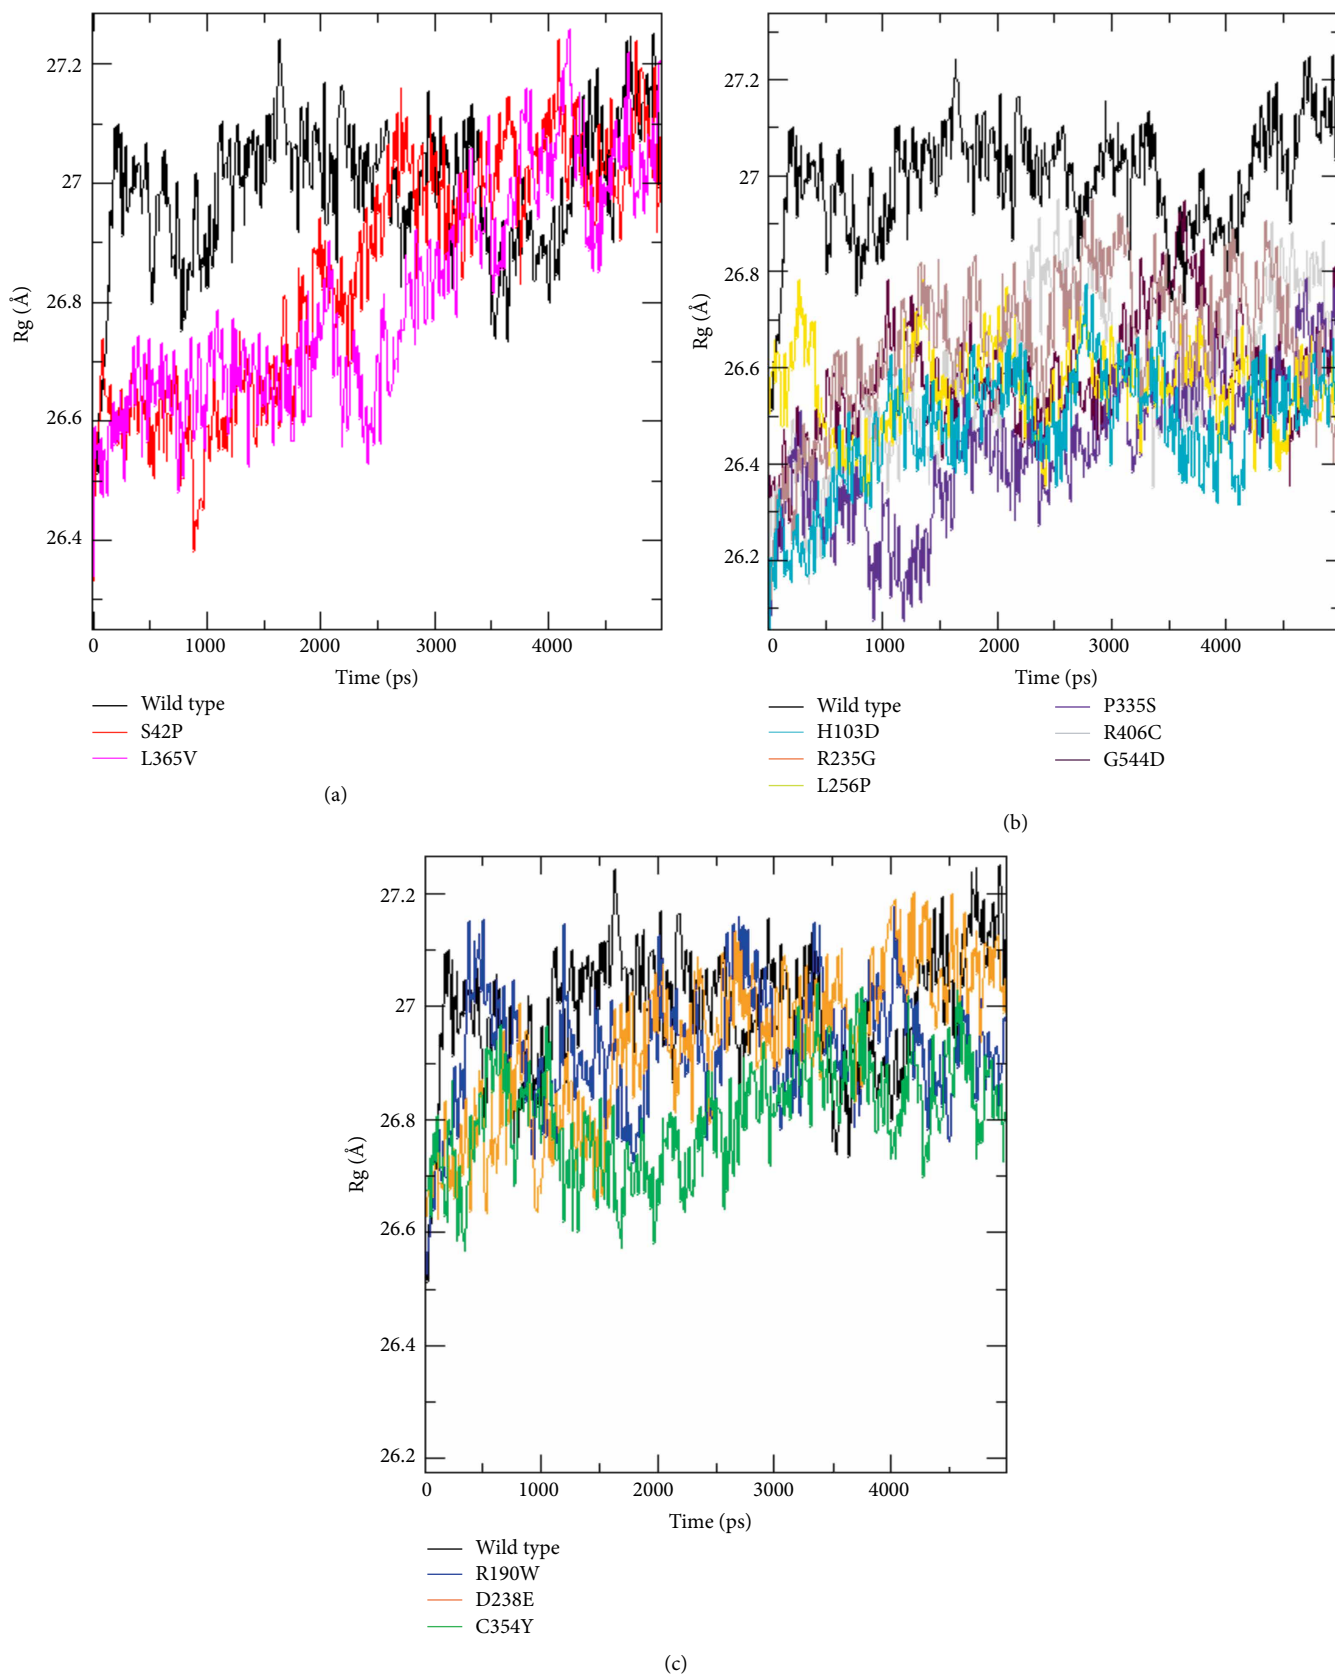 27.2
27
26.8
26.6
26.4
Rg (Å)
0 1000 2000 3000 4000
Time (ps)
Wild type
S42P
L365V
(a)
27.2
27
26.8
26.6
26.4
26.2
Rg (Å)
0 1000 2000 3000 4000
Time (ps)
Wild type
H103D
R235G
L256P
P335S
R406C
G544D
(b)
27.2
27
26.8
26.6
26.4
26.2
Rg (Å)
0 1000 2000 3000 4000
Time (ps)
Wild type
R190W
D238E
C354Y
(c)